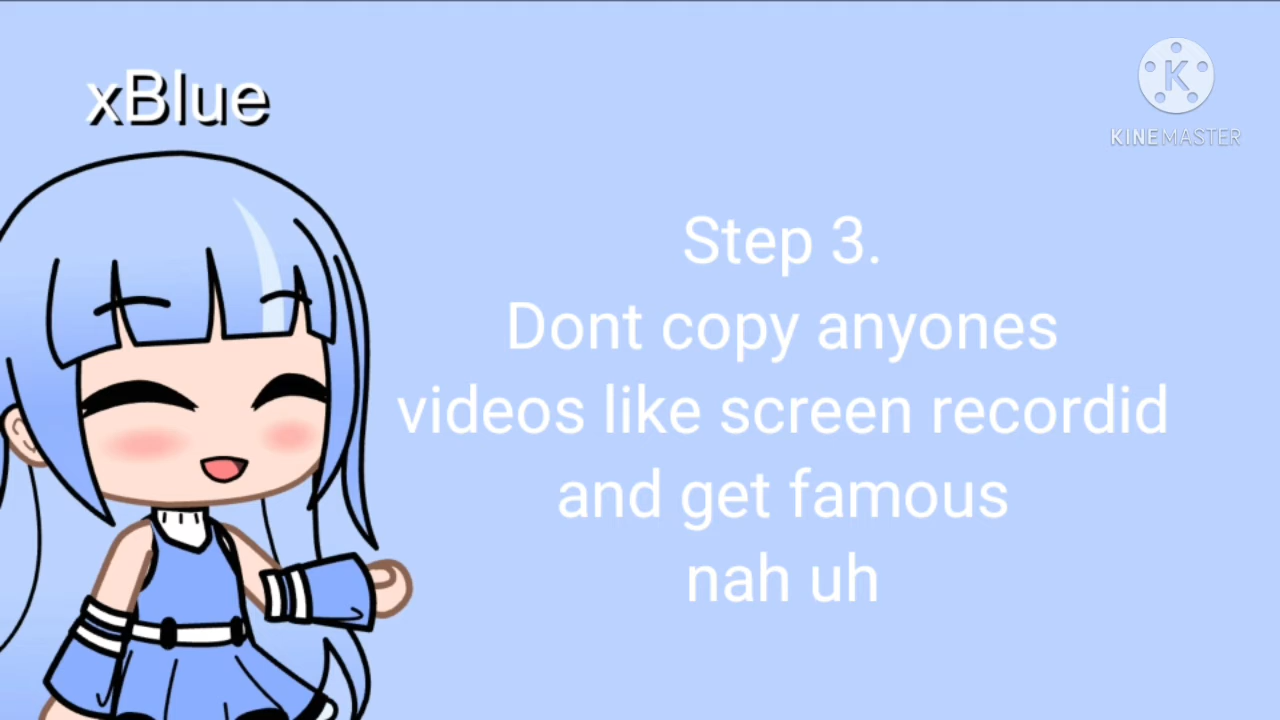 xBlue
KINEMASTER
Step 3.
Dont copy anyones
videos like screen recordid
and get famous
nah uh